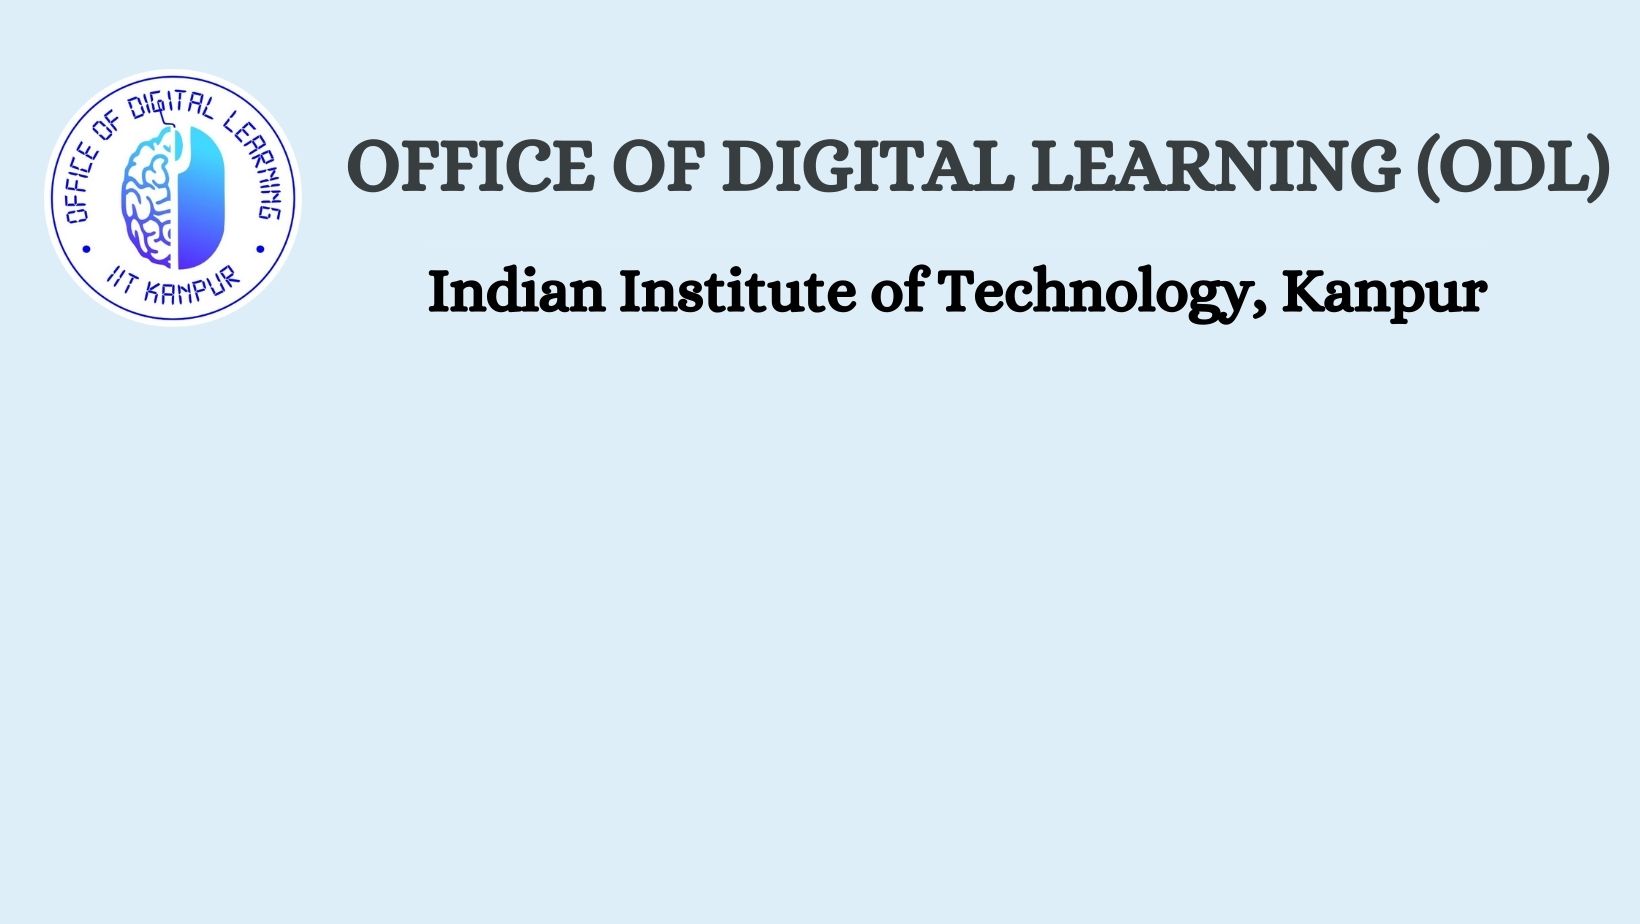 OFFICE OF DIGITAL LEARNING
IIT KANPUR
OFFICE OF DIGITAL LEARNING (ODL)
Indian Institute of Technology, Kanpur